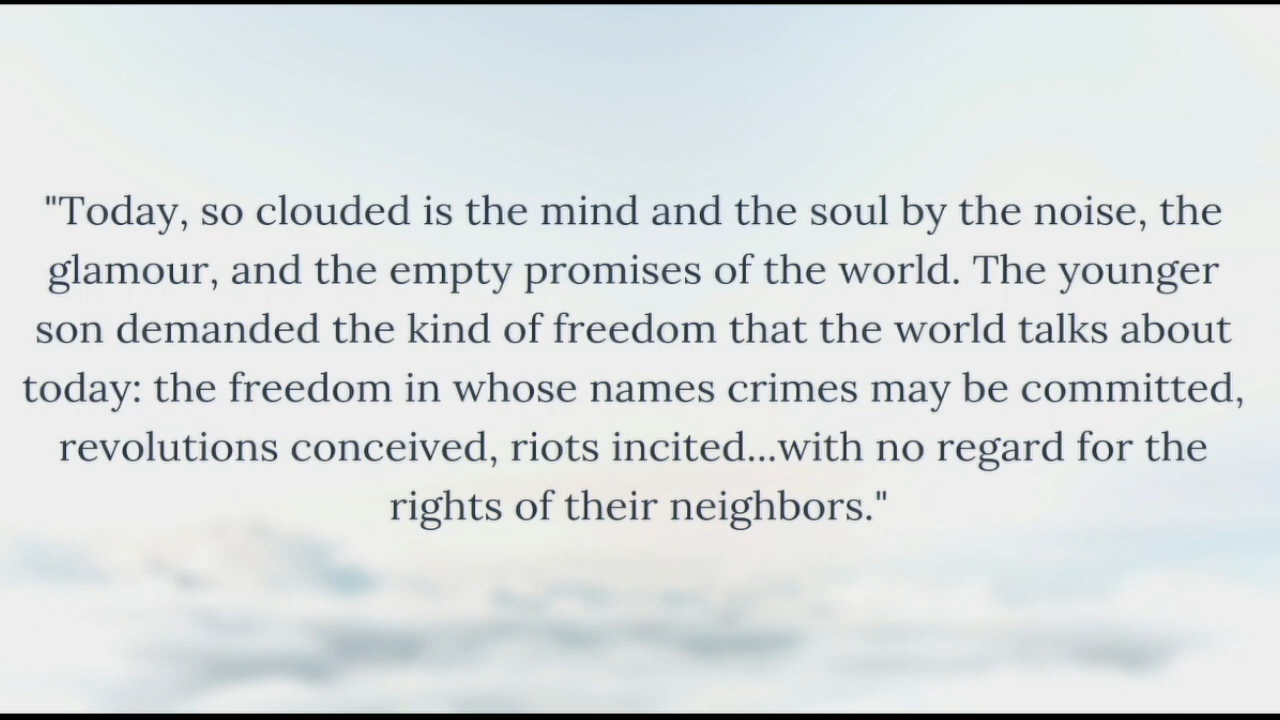 "Today, so clouded is the mind and the soul by the noise, the
glamour, and the empty promises of the world. The younger
son demanded the kind of freedom that the world talks about
today: the freedom in whose names crimes may be committed,
revolutions conceived, riots incited...with no regard for the
rights of their neighbors."